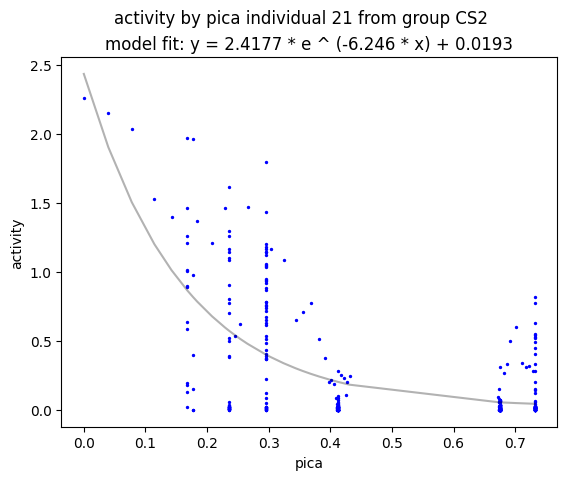 activity by pica individual 21 from group CS2
model fit: y = 2.4177 * e ^ (-6.246 * x) + 0.0193
2.5
2.0
1.5
1.0
0.5
0.0
activity
0.0 0.1 0.2 0.3 0.4 0.5 0.6 0.7
pica